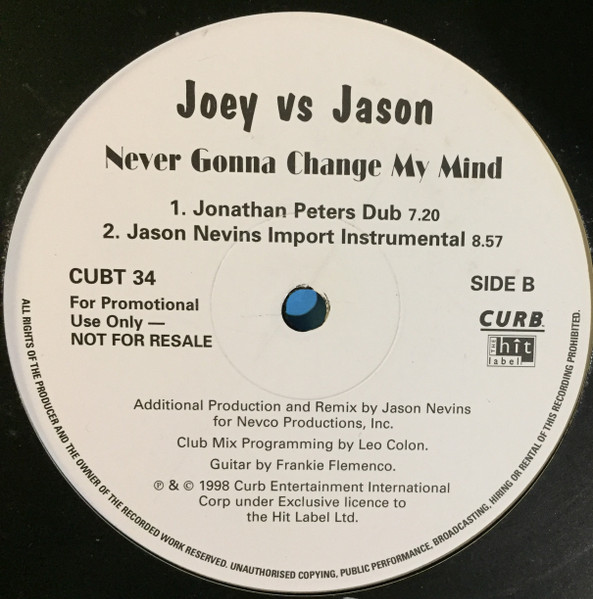 Joey vs Jason
Never Gonna Change My Mind
1. Jonathan Peters Dub 7.20
2. Jason Nevins Import Instrumental 8.57
CUBT 34
For Promotional
Use Only —
NOT FOR RESALE
SIDE B
CURB
THE hit
label
Additional Production and Remix by Jason Nevins
for Nevco Productions, Inc.
Club Mix Programming by Leo Colon.
Guitar by Frankie Flemenco.
℗ & © 1998 Curb Entertainment International
Corp under Exclusive licence to
the Hit Label Ltd.
ALL RIGHTS OF THE PRODUCER AND THE OWNER OF THE RECORDED WORK RESERVED. UNAUTHORISED COPYING, PUBLIC PERFORMANCE, BROADCASTING, HIRING OR RENTAL OF THIS RECORDING PROHIBITED.